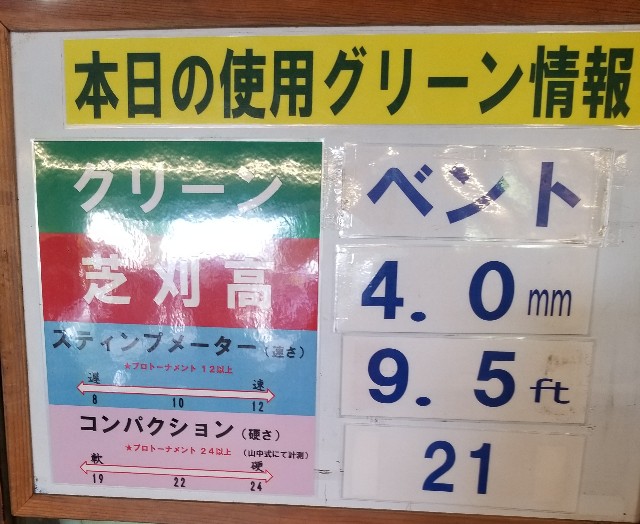 本日の使用グリーン情報
グリーン
ベント
芝刈高
4.0mm
スティンプメーター(速さ)
★プロトーナメント 12以上
遅 速
8 10 12
9.5ft
コンパクション(硬さ)
★プロトーナメント 24以上 (山中式にて計測)
軟 硬
19 22 24
21